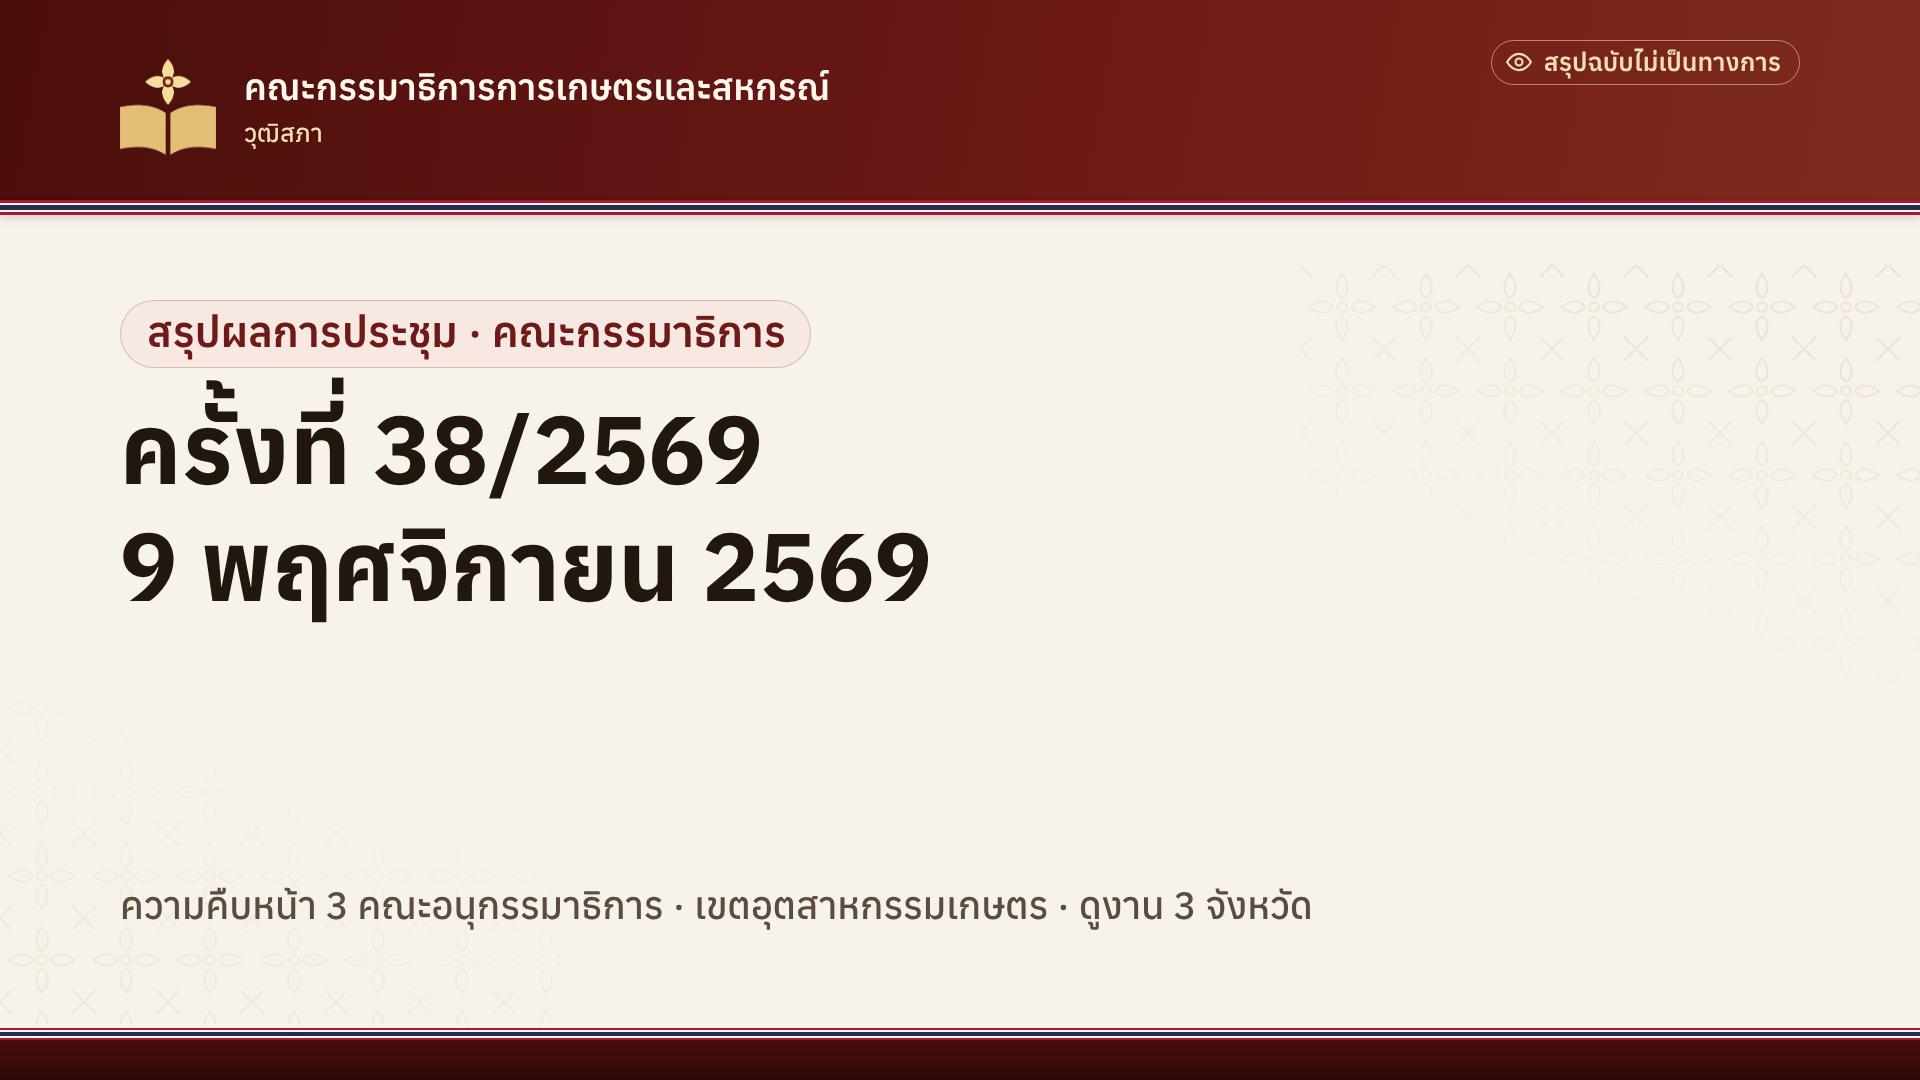 คณะกรรมาธิการการเกษตรและสหกรณ์
วุฒิสภา
สรุปฉบับไม่เป็นทางการ
สรุปผลการประชุม · คณะกรรมาธิการ
ครั้งที่ 38/2569
9 พฤศจิกายน 2569
ความคืบหน้า 3 คณะอนุกรรมาธิการ · เขตอุตสาหกรรมเกษตร · ดูงาน 3 จังหวัด